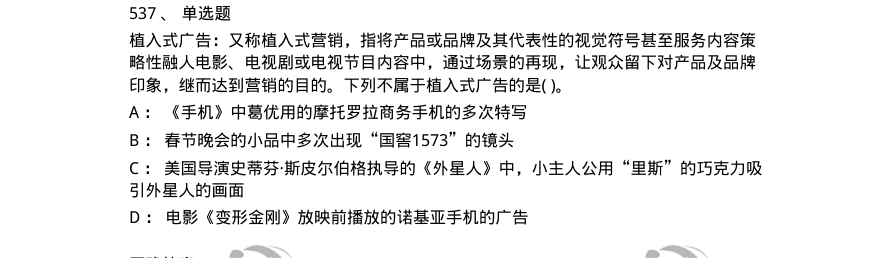 537 、 单选题
植入式广告：又称植入式营销，指将产品或品牌及其代表性的视觉符号甚至服务内容策
略性融人电影、电视剧或电视节目内容中，通过场景的再现，让观众留下对产品及品牌
印象，继而达到营销的目的。下列不属于植入式广告的是( )。
A ： 《手机》中葛优用的摩托罗拉商务手机的多次特写
B ： 春节晚会的小品中多次出现“国窖1573”的镜头
C ： 美国导演史蒂芬·斯皮尔伯格执导的《外星人》中，小主人公用“里斯”的巧克力吸
引外星人的画面
D ： 电影《变形金刚》放映前播放的诺基亚手机的广告